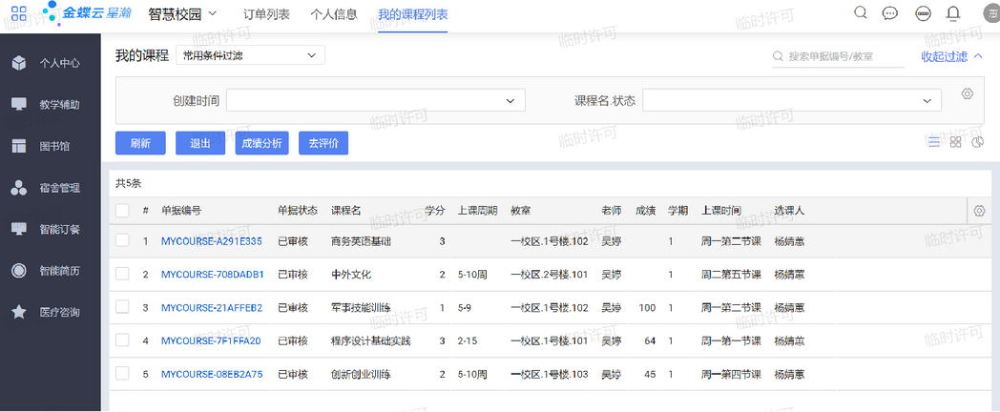 金蝶云星瀚 智慧校园 订单列表 个人信息 我的课程列表
个人中心
教学辅助
图书馆
宿舍管理
智能订餐
智能简历
医疗咨询
我的课程 常用条件过滤 搜索单据编号/教室 收起过滤
创建时间 课程名.状态
刷新 退出 成绩分析 去评价
共5条
# 单据编号 单据状态 课程名 学分 上课周期 教室 老师 成绩 学期 上课时间 选课人
1 MYCOURSE-A291E335 已审核 商务英语基础 3 一校区.1号楼.102 吴婷 1 周一第二节课 杨婧蕙
2 MYCOURSE-708DADB1 已审核 中外文化 2 5-10周 一校区.2号楼.101 吴婷 1 周二第五节课 杨婧蕙
3 MYCOURSE-21AFFEB2 已审核 军事技能训练 1 5-9 一校区.1号楼.102 吴婷 100 1 周一第二节课 杨婧蕙
4 MYCOURSE-7F1FFA20 已审核 程序设计基础实践 3 2-15 一校区.1号楼.101 吴婷 64 1 周一第一节课 杨婧蕙
5 MYCOURSE-08EB2A75 已审核 创新创业训练 2 5-10周 一校区.1号楼.103 吴婷 45 1 周一第四节课 杨婧蕙
临时许可